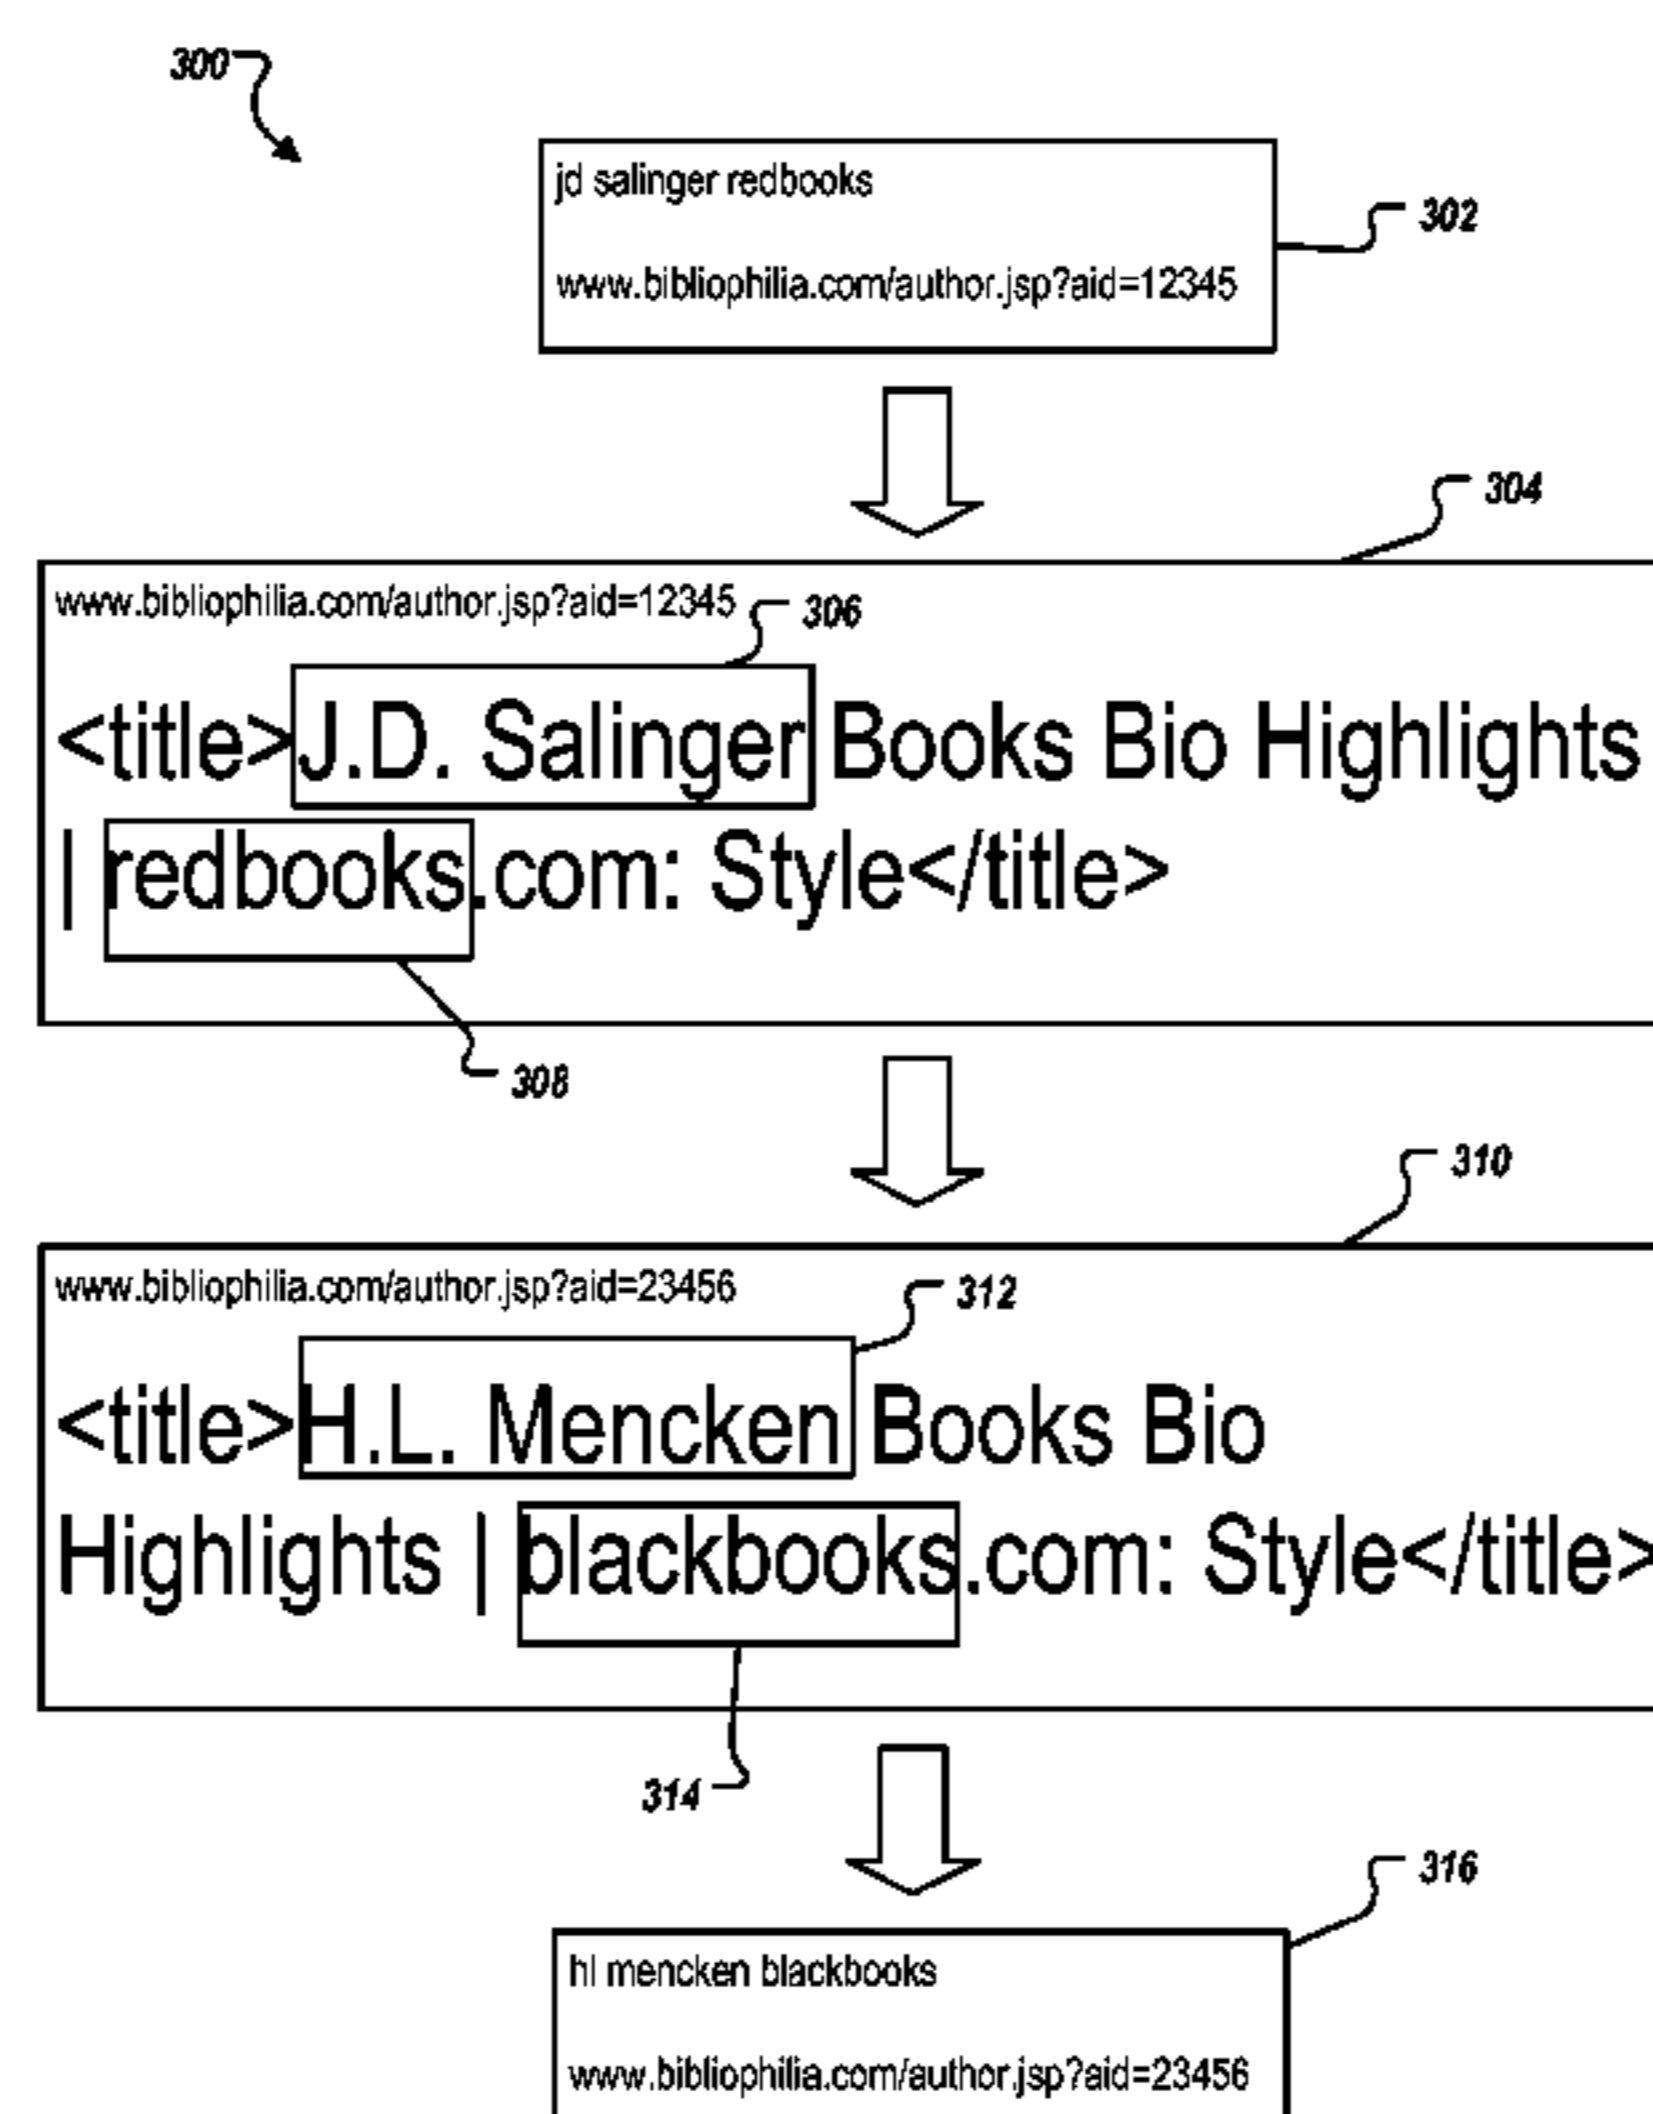 300
jd salinger redbooks
302
www.bibliophilia.com/author.jsp?aid=12345
304
www.bibliophilia.com/author.jsp?aid=12345
306
<title>J.D. Salinger Books Bio Highlights
| redbooks.com: Style</title>
308
310
www.bibliophilia.com/author.jsp?aid=23456
312
<title>H.L. Mencken Books Bio
Highlights | blackbooks.com: Style</title>
314
316
hl mencken blackbooks
www.bibliophilia.com/author.jsp?aid=23456